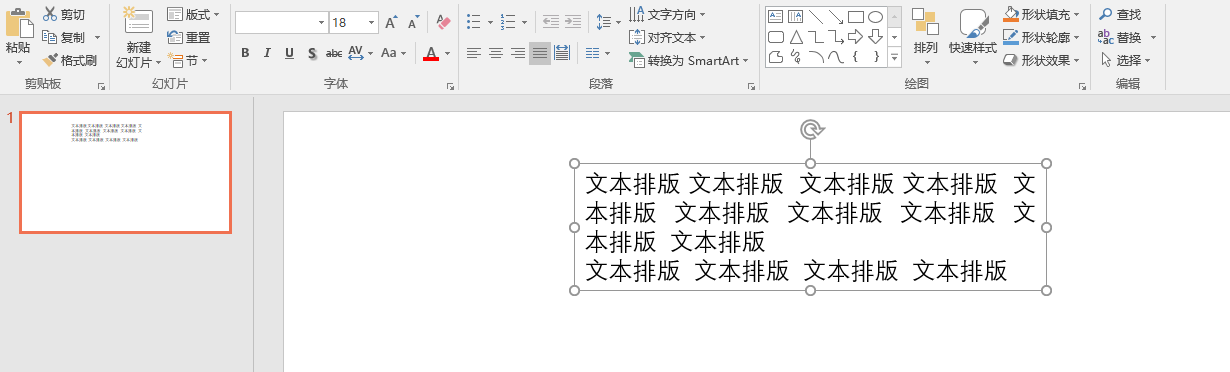 粘贴
剪切
复制
格式刷
剪贴板
新建
幻灯片
版式
重置
节
幻灯片
18
A A
B I U S abc AV Aa A
字体
文字方向
对齐文本
转换为 SmartArt
段落
排列
快速样式
形状填充
形状轮廓
形状效果
绘图
查找
替换
选择
编辑
1
文本排版 文本排版 文本排版 文本排版 文
本排版 文本排版 文本排版 文本排版 文
本排版 文本排版
文本排版 文本排版 文本排版 文本排版
文本排版 文本排版 文本排版 文本排版 文
本排版 文本排版 文本排版 文本排版 文
本排版 文本排版
文本排版 文本排版 文本排版 文本排版